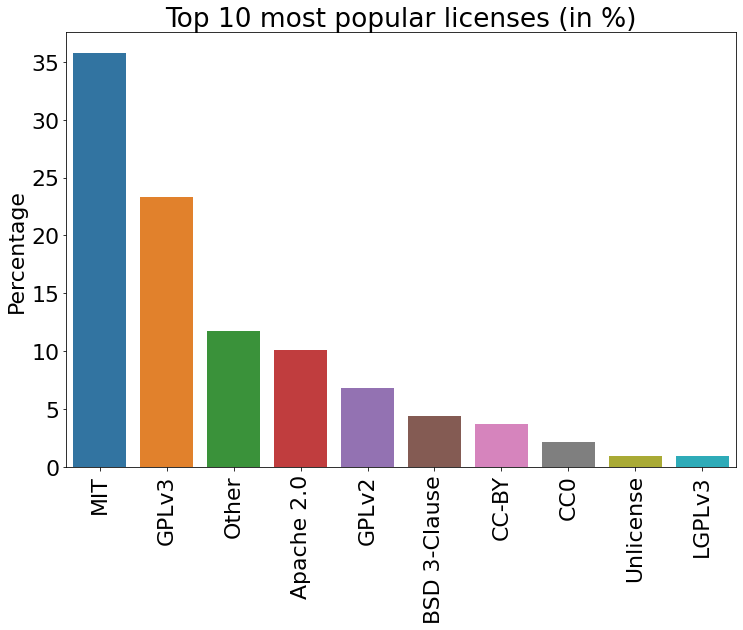 Top 10 most popular licenses (in %)
Percentage
35
30
25
20
15
10
5
0
MIT
GPLv3
Other
Apache 2.0
GPLv2
BSD 3-Clause
CC-BY
CC0
Unlicense
LGPLv3